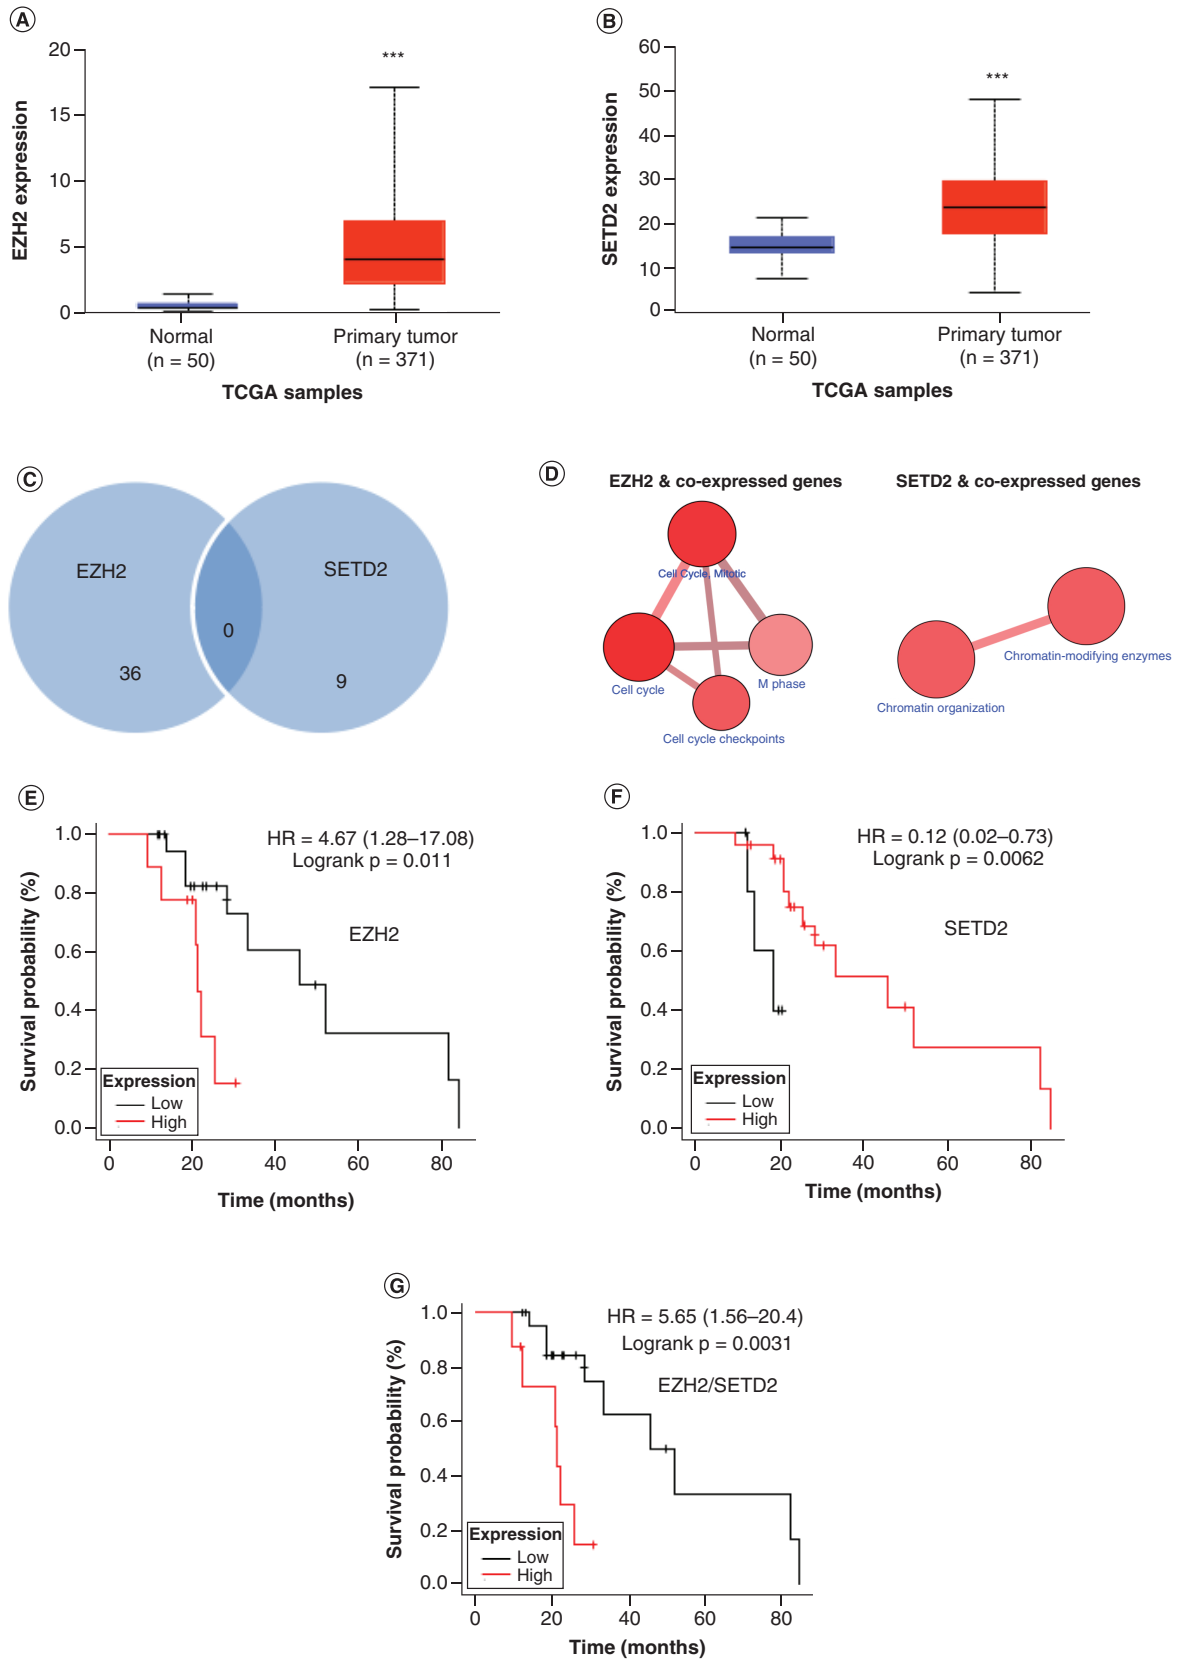 A
EZH2 expression
20
15
10
5
0
***
Normal
(n = 50)
Primary tumor
(n = 371)
TCGA samples
B
SETD2 expression
60
50
40
30
20
10
0
***
Normal
(n = 50)
Primary tumor
(n = 371)
TCGA samples
C
EZH2
SETD2
0
36
9
D
EZH2 & co-expressed genes
Cell Cycle, Mitotic
Cell cycle
M phase
Cell cycle checkpoints
SETD2 & co-expressed genes
Chromatin-modifying enzymes
Chromatin organization
E
Survival probability (%)
1.0
0.8
0.6
0.4
0.2
0.0
HR = 4.67 (1.28–17.08)
Logrank p = 0.011
EZH2
Expression
Low
High
0
20
40
60
80
Time (months)
F
Survival probability (%)
1.0
0.8
0.6
0.4
0.2
0.0
HR = 0.12 (0.02–0.73)
Logrank p = 0.0062
SETD2
Expression
Low
High
0
20
40
60
80
Time (months)
G
Survival probability (%)
1.0
0.8
0.6
0.4
0.2
0.0
HR = 5.65 (1.56–20.4)
Logrank p = 0.0031
EZH2/SETD2
Expression
Low
High
0
20
40
60
80
Time (months)